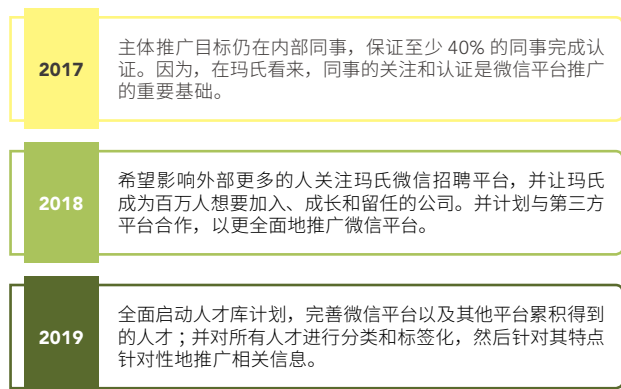 2017
主体推广目标仍在内部同事，保证至少 40% 的同事完成认
证。因为，在玛氏看来，同事的关注和认证是微信平台推广
的重要基础。
2018
希望影响外部更多的人关注玛氏微信招聘平台，并让玛氏
成为百万人想要加入、成长和留任的公司。并计划与第三方
平台合作，以更全面地推广微信平台。
2019
全面启动人才库计划，完善微信平台以及其他平台累积得到
的人才；并对所有人才进行分类和标签化，然后针对其特点
针对性地推广相关信息。